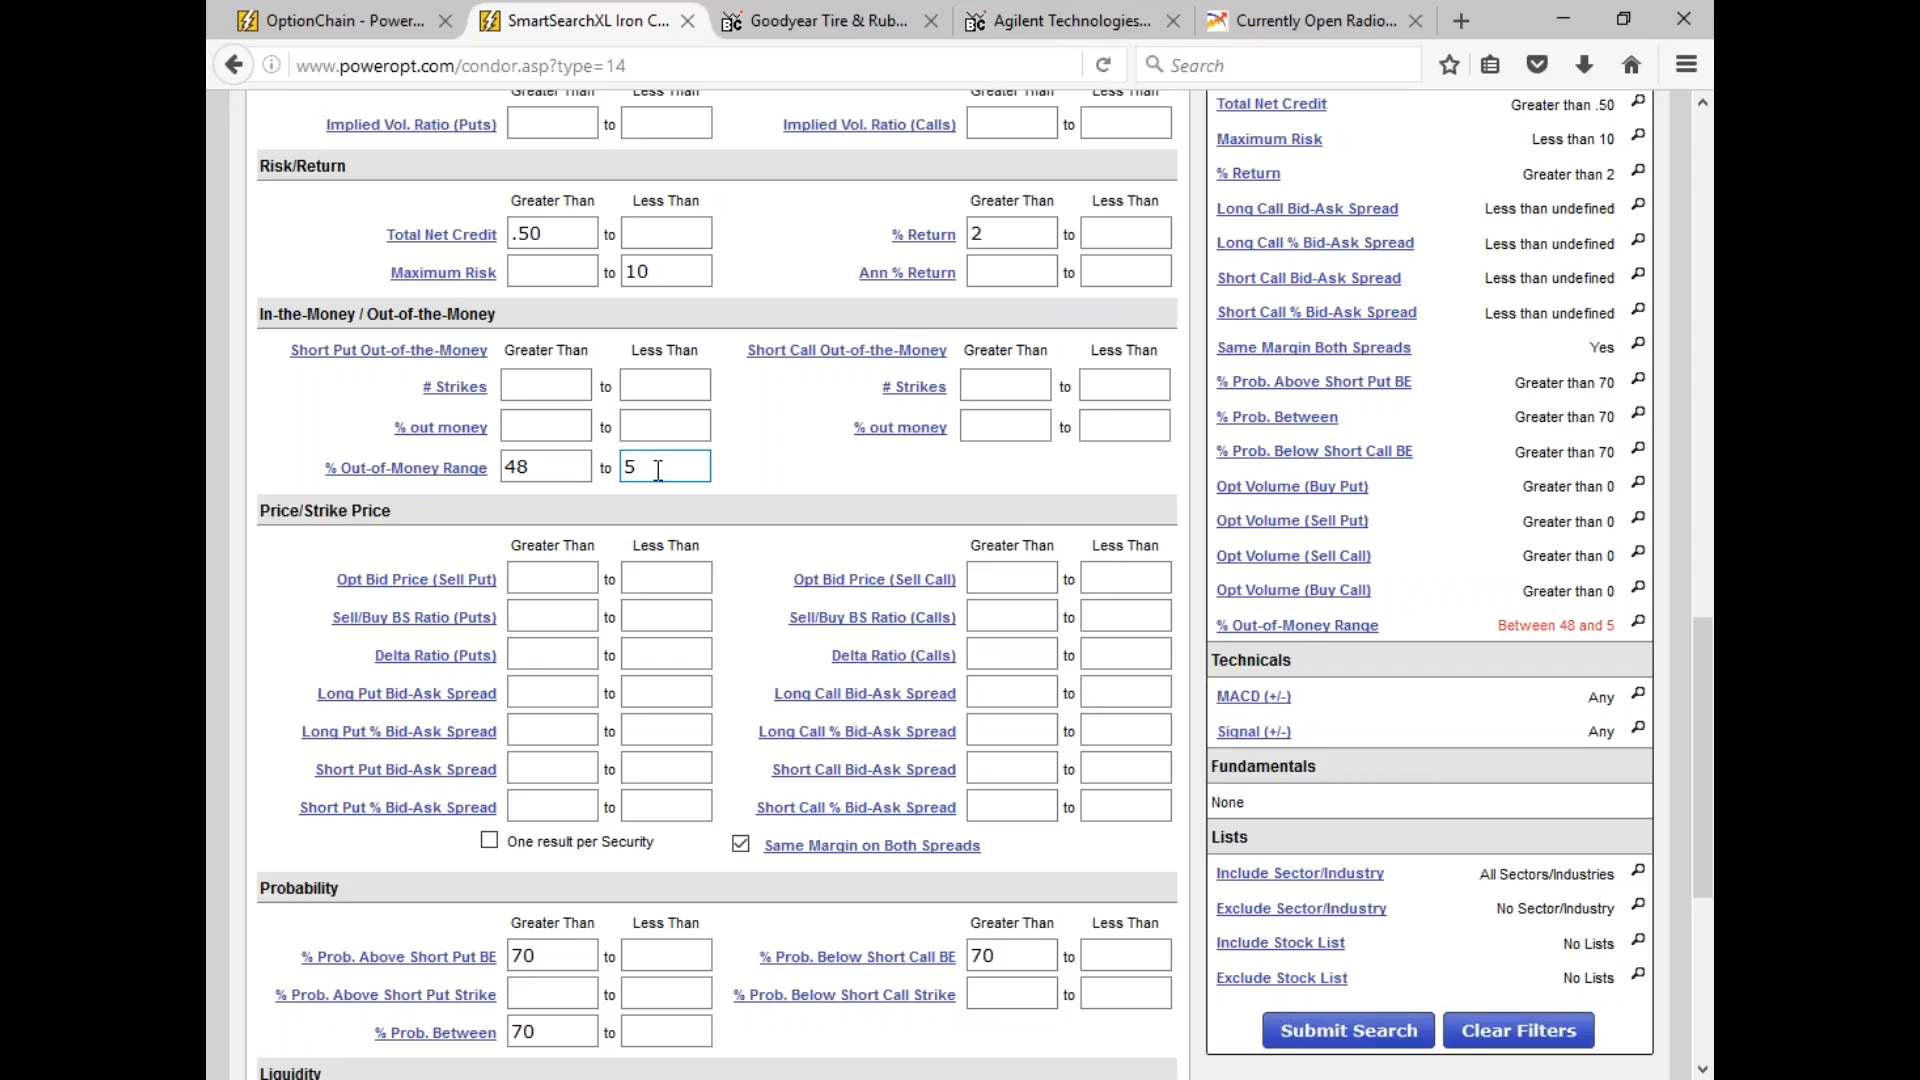 OptionChain - Power...
SmartSearchXL Iron C...
Goodyear Tire & Rub...
Agilent Technologies...
Currently Open Radio...
www.poweropt.com/condor.asp?type=14
Search
Greater Than Less Than Greater Than Less Than
Implied Vol. Ratio (Puts) to Implied Vol. Ratio (Calls) to
Risk/Return
Greater Than Less Than Greater Than Less Than
Total Net Credit .50 to % Return 2 to
Maximum Risk to 10 Ann % Return to
In-the-Money / Out-of-the-Money
Short Put Out-of-the-Money Greater Than Less Than Short Call Out-of-the-Money Greater Than Less Than
# Strikes to # Strikes to
% out money to % out money to
% Out-of-Money Range 48 to 5
Price/Strike Price
Greater Than Less Than Greater Than Less Than
Opt Bid Price (Sell Put) to Opt Bid Price (Sell Call) to
Sell/Buy BS Ratio (Puts) to Sell/Buy BS Ratio (Calls) to
Delta Ratio (Puts) to Delta Ratio (Calls) to
Long Put Bid-Ask Spread to Long Call Bid-Ask Spread to
Long Put % Bid-Ask Spread to Long Call % Bid-Ask Spread to
Short Put Bid-Ask Spread to Short Call Bid-Ask Spread to
Short Put % Bid-Ask Spread to Short Call % Bid-Ask Spread to
One result per Security Same Margin on Both Spreads
Probability
Greater Than Less Than Greater Than Less Than
% Prob. Above Short Put BE 70 to % Prob. Below Short Call BE 70 to
% Prob. Above Short Put Strike to % Prob. Below Short Call Strike to
% Prob. Between 70 to
Liquidity
Total Net Credit Greater than .50
Maximum Risk Less than 10
% Return Greater than 2
Long Call Bid-Ask Spread Less than undefined
Long Call % Bid-Ask Spread Less than undefined
Short Call Bid-Ask Spread Less than undefined
Short Call % Bid-Ask Spread Less than undefined
Same Margin Both Spreads Yes
% Prob. Above Short Put BE Greater than 70
% Prob. Between Greater than 70
% Prob. Below Short Call BE Greater than 70
Opt Volume (Buy Put) Greater than 0
Opt Volume (Sell Put) Greater than 0
Opt Volume (Sell Call) Greater than 0
Opt Volume (Buy Call) Greater than 0
% Out-of-Money Range Between 48 and 5
Technicals
MACD (+/-) Any
Signal (+/-) Any
Fundamentals
None
Lists
Include Sector/Industry All Sectors/Industries
Exclude Sector/Industry No Sector/Industry
Include Stock List No Lists
Exclude Stock List No Lists
Submit Search Clear Filters